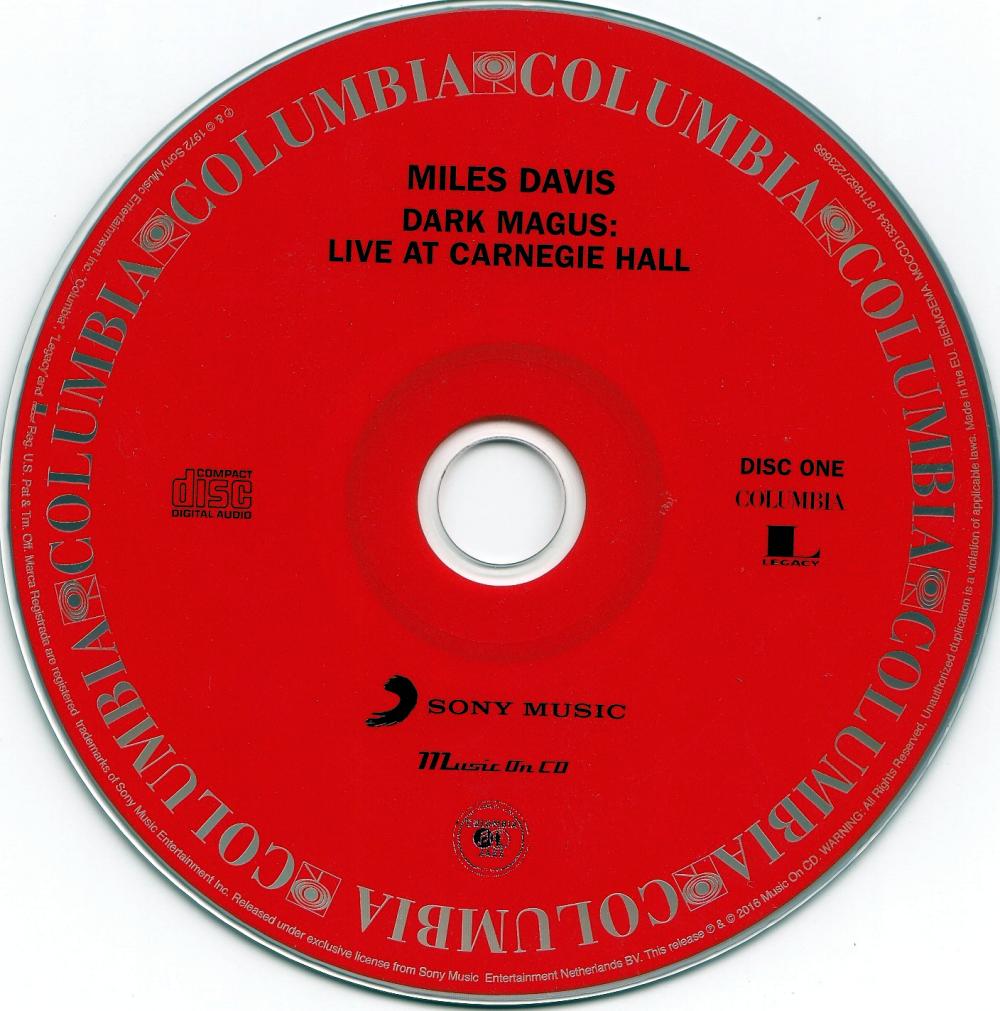 COLUMBIA COLUMBIA COLUMBIA COLUMBIA COLUMBIA COLUMBIA COLUMBIA COLUMBIA
MILES DAVIS
DARK MAGUS:
LIVE AT CARNEGIE HALL
COMPACT
disc
DIGITAL AUDIO
DISC ONE
COLUMBIA
L
LEGACY
SONY MUSIC
Music On CD
COLUMBIA
JAZZ
℗ & © 1972 Sony Music Entertainment Inc. "Columbia", "Legacy" and L Reg. U.S. Pat & Tm. Off. Marca Registrada are registered trademarks of Sony Music Entertainment Inc. Released under exclusive license from Sony Music Entertainment Netherlands BV. This release ℗ & © 2016 Music On CD. WARNING: All Rights Reserved. Unauthorized duplication is a violation of applicable laws. Made in the EU. BIEM/GEMA. MOCCD13334 / 8718627223666